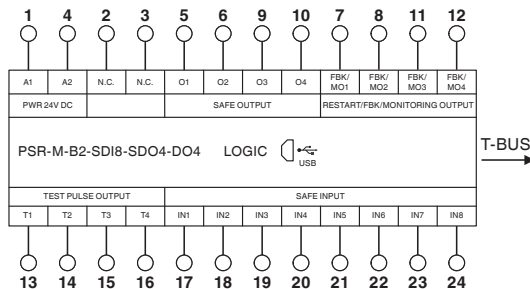 1 4 2 3 5 6 9 10 7 8 11 12
A1 A2 N.C. N.C. O1 O2 O3 O4 FBK/ MO1 FBK/ MO2 FBK/ MO3 FBK/ MO4
PWR 24V DC SAFE OUTPUT RESTART/FBK/MONITORING OUTPUT
PSR-M-B2-SDI8-SDO4-DO4 LOGIC USB
T-BUS
TEST PULSE OUTPUT SAFE INPUT
T1 T2 T3 T4 IN1 IN2 IN3 IN4 IN5 IN6 IN7 IN8
13 14 15 16 17 18 19 20 21 22 23 24